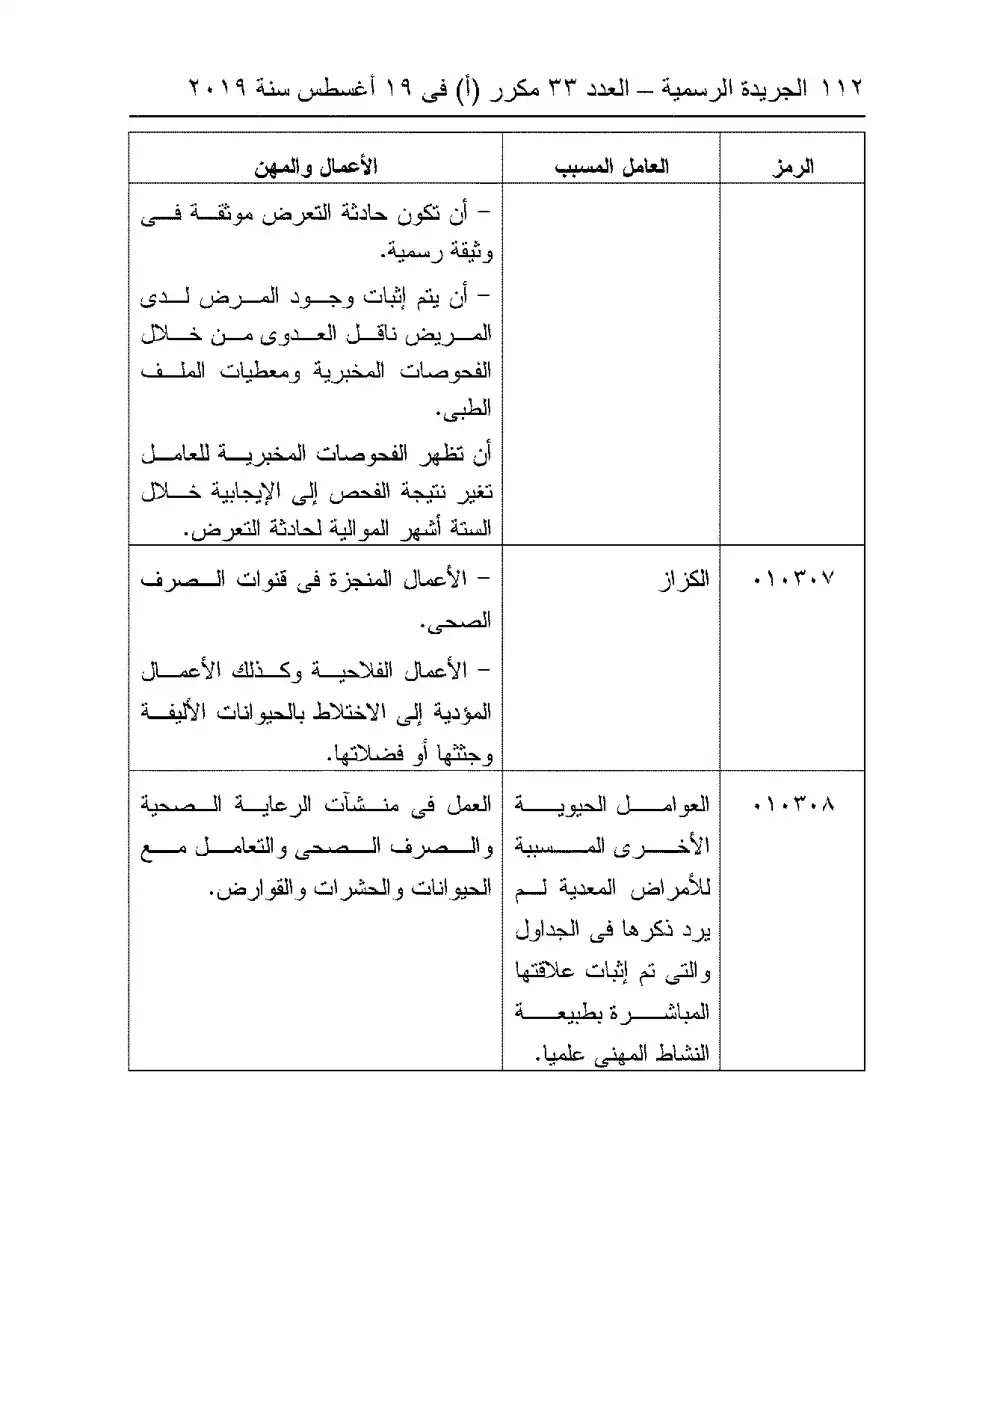 ١١٢ الجريدة الرسمية – العدد ٣٣ مكرر (أ) فى ١٩ أغسطس سنة ٢٠١٩
الرمز
العامل المسبب
الأعمال والمهن
– أن تكون حادثة التعرض موثقة فى
وثيقة رسمية.
– أن يتم إثبات وجود المرض لدى
المريض ناقل العدوى من خلال
الفحوصات المخبرية ومعطيات الملف
الطبى.
أن تظهر الفحوصات المخبرية للعامل
تغير نتيجة الفحص إلى الإيجابية خلال
الستة أشهر الموالية لحادثة التعرض.
٠١٠٣٠٧
الكزاز
– الأعمال المنجزة فى قنوات الصرف
الصحى.
– الأعمال الفلاحية وكذلك الأعمال
المؤدية إلى الاختلاط بالحيوانات الأليفة
وجثثها أو فضلاتها.
٠١٠٣٠٨
العوامل الحيوية
الأخرى المسببة
للأمراض المعدية لم
يرد ذكرها فى الجداول
والتى تم إثبات علاقتها
المباشرة بطبيعة
النشاط المهنى علميا.
العمل فى منشآت الرعاية الصحية
والصرف الصحى والتعامل مع
الحيوانات والحشرات والقوارض.